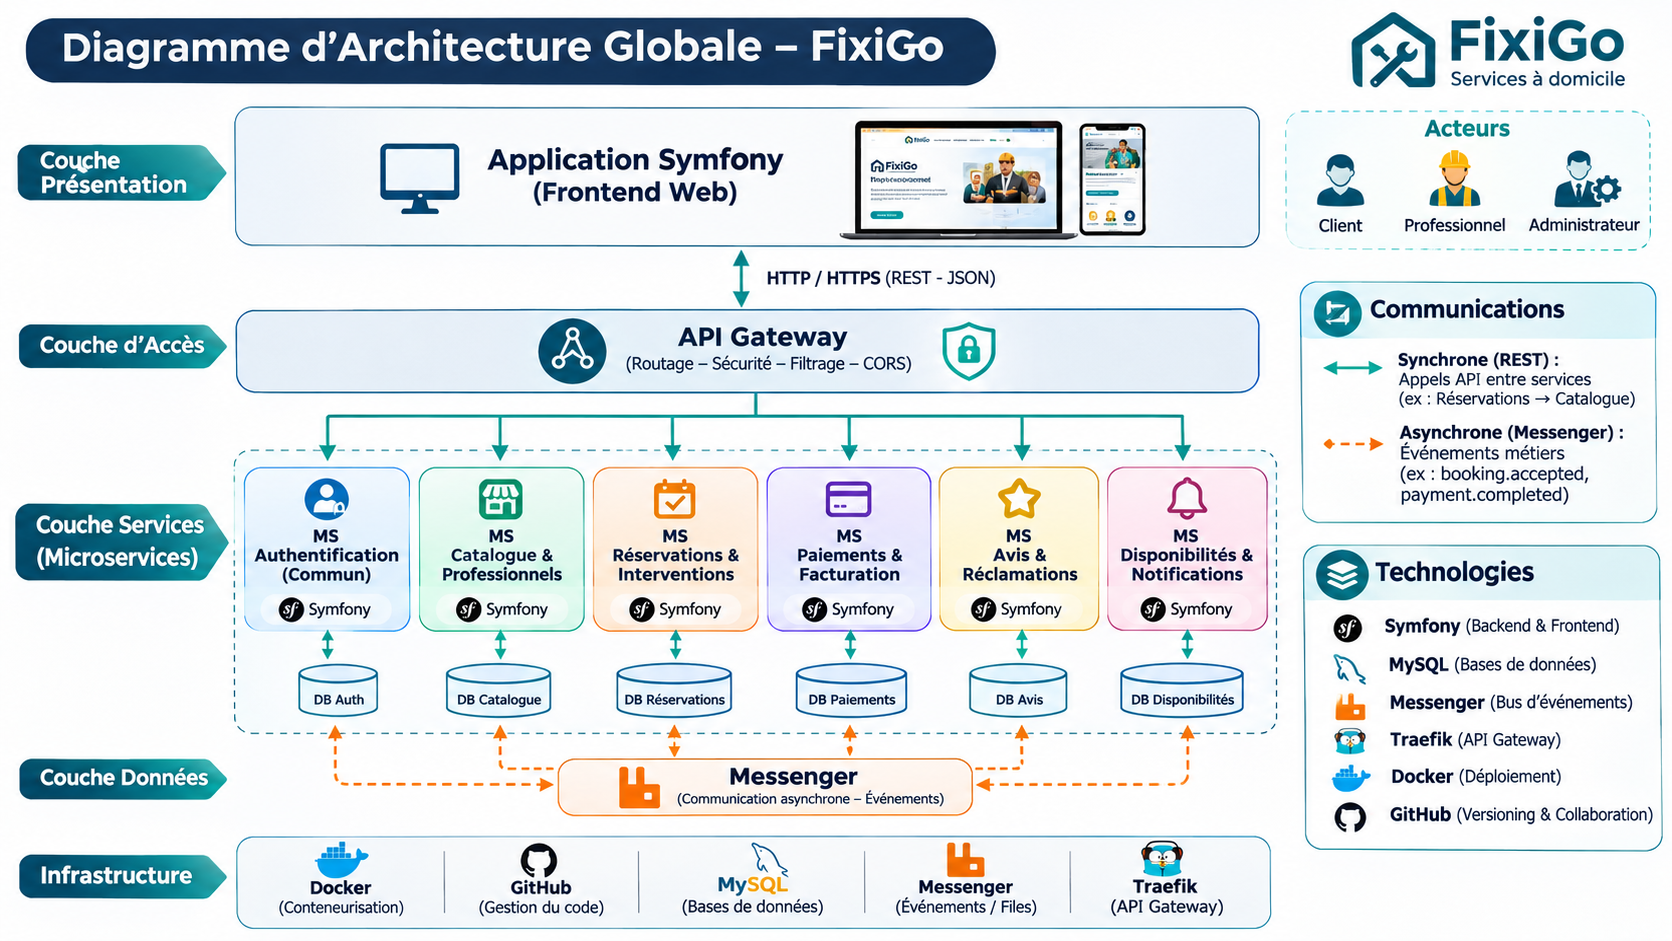 Diagramme d'Architecture Globale – FixiGo
FixiGo
Services à domicile
Couche
Présentation
Application Symfony
(Frontend Web)
FixiGo
FixiGo
Acteurs
Client
Professionnel
Administrateur
HTTP / HTTPS (REST - JSON)
Couche d'Accès
API Gateway
(Routage – Sécurité – Filtrage – CORS)
Communications
Synchrone (REST) :
Appels API entre services
(ex : Réservations → Catalogue)
Asynchrone (Messenger) :
Événements métiers
(ex : booking.accepted,
payment.completed)
Couche Services
(Microservices)
MS
Authentification
(Commun)
Symfony
MS
Catalogue &
Professionnels
Symfony
MS
Réservations &
Interventions
Symfony
MS
Paiements &
Facturation
Symfony
MS
Avis &
Réclamations
Symfony
MS
Disponibilités &
Notifications
Symfony
DB Auth
DB Catalogue
DB Réservations
DB Paiements
DB Avis
DB Disponibilités
Technologies
Symfony (Backend & Frontend)
MySQL (Bases de données)
Messenger (Bus d'événements)
Traefik (API Gateway)
Docker (Déploiement)
GitHub (Versioning & Collaboration)
Couche Données
Messenger
(Communication asynchrone – Événements)
Infrastructure
Docker
(Conteneurisation)
GitHub
(Gestion du code)
MySQL
(Bases de données)
Messenger
(Événements / Files)
Traefik
(API Gateway)